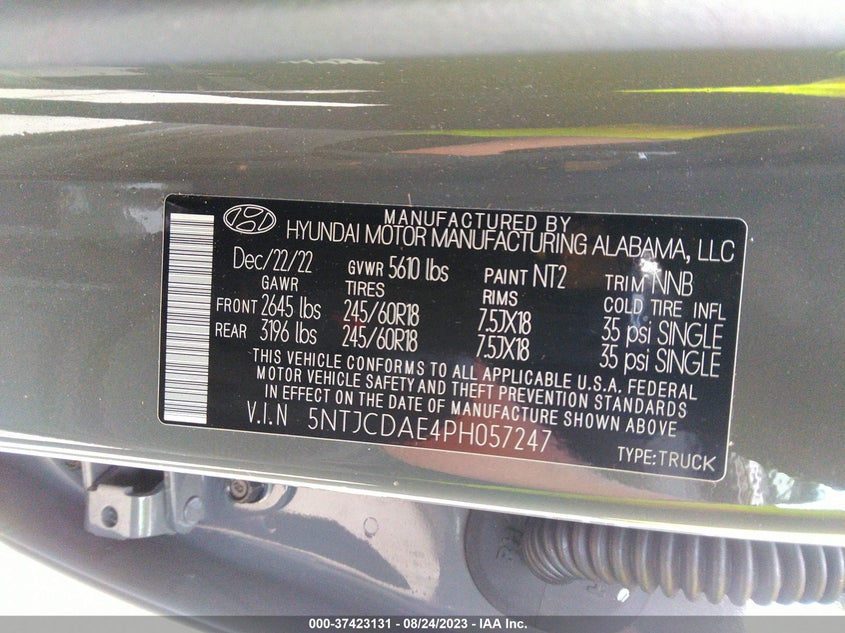 MANUFACTURED BY
HYUNDAI MOTOR MANUFACTURING ALABAMA, LLC
Dec/22/22 GVWR 5610 lbs PAINT NT2 TRIM NNB
GAWR TIRES RIMS COLD TIRE INFL
FRONT 2645 lbs 245/60R18 7.5JX18 35 psi SINGLE
REAR 3196 lbs 245/60R18 7.5JX18 35 psi SINGLE
THIS VEHICLE CONFORMS TO ALL APPLICABLE U.S.A. FEDERAL
MOTOR VEHICLE SAFETY AND THEFT PREVENTION STANDARDS
IN EFFECT ON THE DATE OF MANUFACTURE SHOWN ABOVE
V.I.N 5NTJCDAE4PH057247
TYPE:TRUCK
000-37423131 - 08/24/2023 - © IAA Inc.